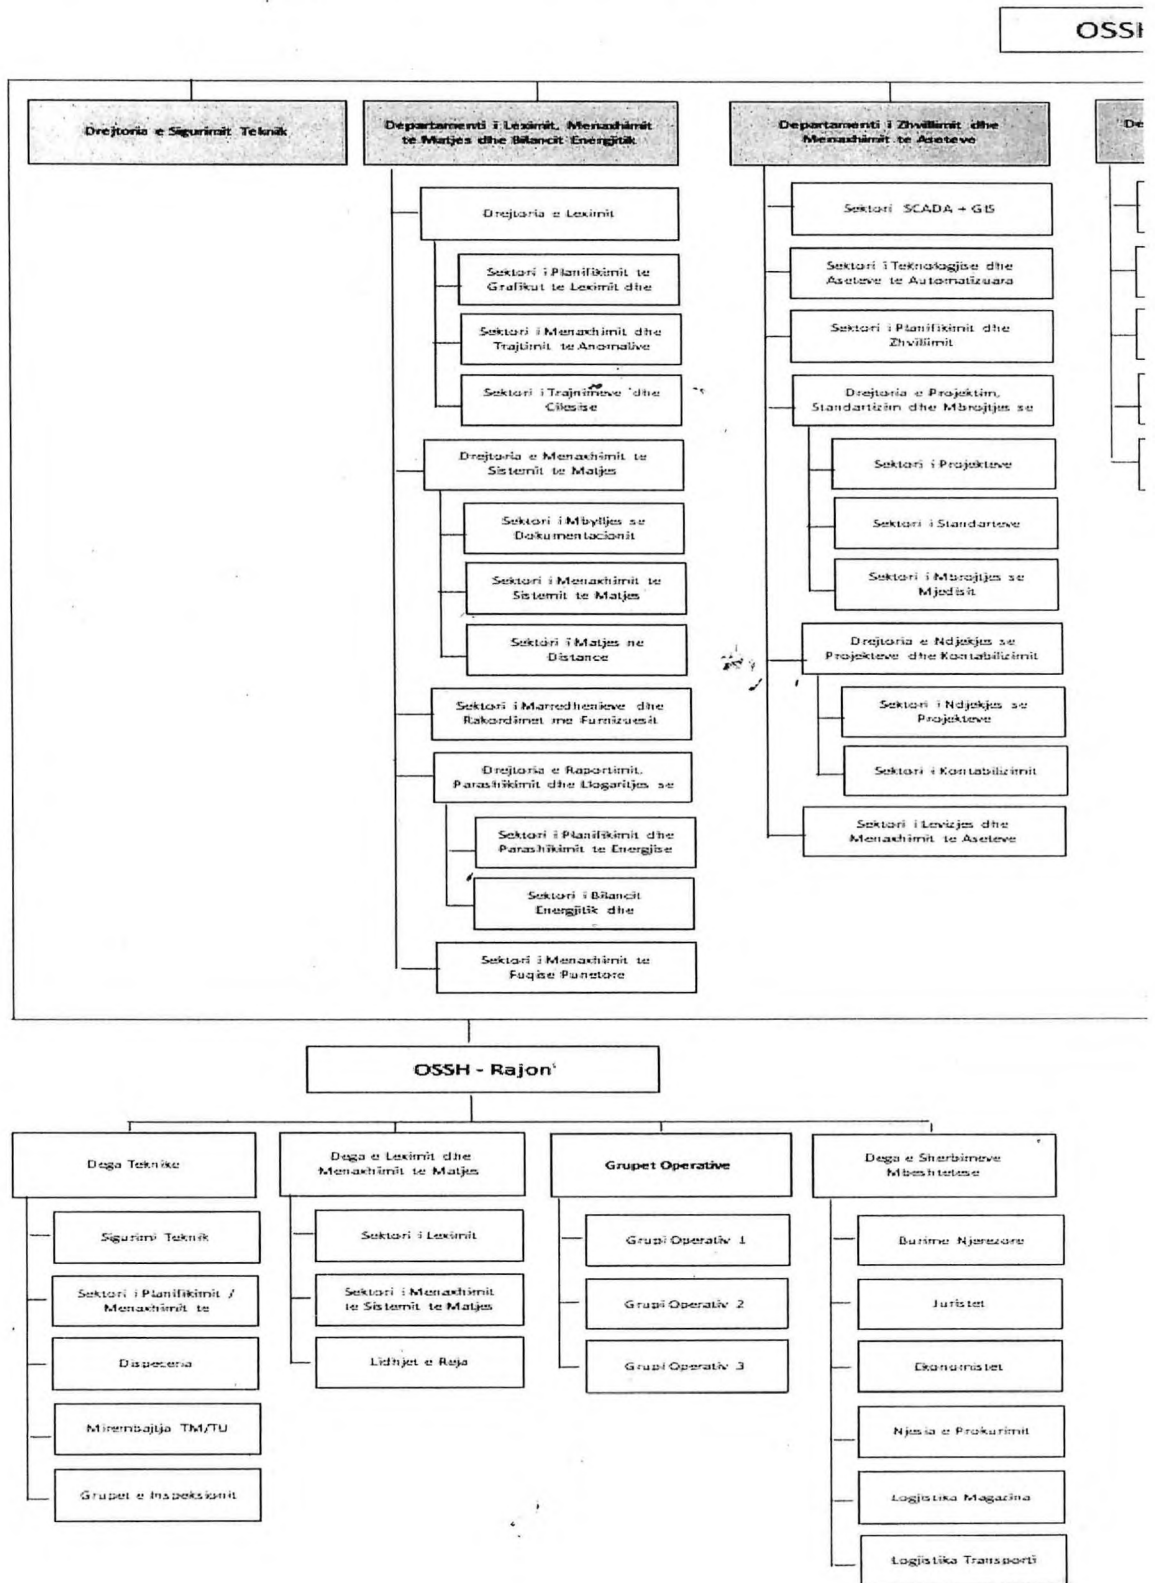 OSSH
Drejtoria e Sigurimit Teknik
Departamenti i Leximit, Menaxhimit
te Matjes dhe Bilancit Energjitik
Departamenti i Zhvillimit dhe
Menaxhimit te Aseteve
De
Drejtoria e Leximit
Sektori i Planifikimit te
Grafikut te Leximit dhe
Sektori i Menaxhimit dhe
Trajtimit te Anomalive
Sektori i Trajnimeve dhe
Cilesise
Drejtoria e Menaxhimit te
Sistemit te Matjes
Sektori i Mbylljes se
Dokumentacionit
Sektori i Menaxhimit te
Sistemit te Matjes
Sektori i Matjes ne
Distance
Sektori i Marredhenieve dhe
Rakordimet me Furnizuesit
Drejtoria e Raportimit,
Parashikimit dhe Llogaritjes se
Sektori i Planifikimit dhe
Parashikimit te Energjise
Sektori i Bilancit
Energjitik dhe
Sektori i Menaxhimit te
Fuqise Punetore
Sektori SCADA + GIS
Sektori i Teknologjise dhe
Aseteve te Automatizuara
Sektori i Planifikimit dhe
Zhvillimit
Drejtoria e Projektim,
Standartizim dhe Mbrojtjes se
Sektori i Projekteve
Sektori i Standarteve
Sektori i Mbrojtjes se
Mjedisit
Drejtoria e Ndjekjes se
Projekteve dhe Kontabilizimit
Sektori i Ndjekjes se
Projekteve
Sektori i Kontabilizimit
Sektori i Levizjes dhe
Menaxhimit te Aseteve
OSSH - Rajon
Dega Teknike
Sigurimi Teknik
Sektori i Planifikimit /
Menaxhimit te
Dispeceria
Mirembajtja TM/TU
Grupet e Inspeksionit
Dega e Leximit dhe
Menaxhimit te Matjes
Sektori i Leximit
Sektori i Menaxhimit
te Sistemit te Matjes
Lidhjet e Reja
Grupet Operative
Grupi Operativ 1
Grupi Operativ 2
Grupi Operativ 3
Dega e Sherbimeve
Mbeshtetese
Burime Njerezore
Juristet
Ekonomistet
Njesia e Prokurimit
Logjistika Magazina
Logjistika Transporti